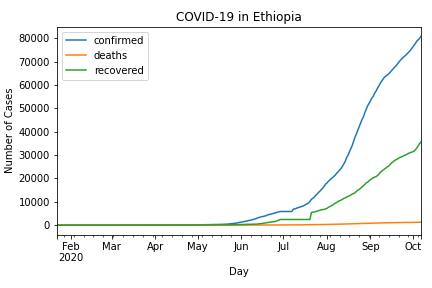 COVID-19 in Ethiopia
confirmed
deaths
recovered
Number of Cases
80000
70000
60000
50000
40000
30000
20000
10000
0
Feb Mar Apr May Jun Jul Aug Sep Oct
2020
Day